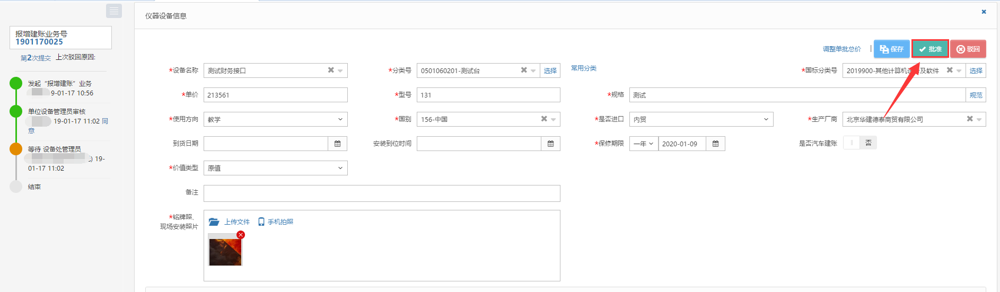 仪器设备信息
报增建账业务号
1901170025
第2次提交 上次驳回原因:
发起“报增建账”业务
9-01-17 10:56
单位设备管理员审核
19-01-17 11:02 同
意
等待 设备处管理员
) 19-
01-17 11:02
结束
调整单批总价 | 保存 批准 驳回
*设备名称 测试财务接口 *分类号 0501060201-测试台 选择 常用分类 *国标分类号 2019900-其他计算机设 及软件 选择
*单价 213561 *型号 131 *规格 测试 规范
*使用方向 教学 *国别 156-中国 *是否进口 内贸 *生产厂商 北京华建德泰商贸有限公司
到货日期 安装到位时间 *保修期限 一年 2020-01-09 是否汽车建账 否
*价值类型 原值
备注
*铭牌照、
现场安装照片
上传文件 手机拍照